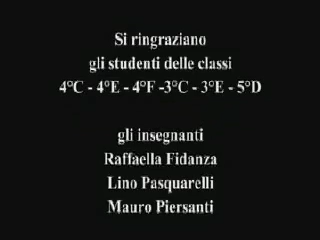 Si ringraziano
gli studenti delle classi
4°C - 4°E - 4°F -3°C - 3°E - 5°D
gli insegnanti
Raffaella Fidanza
Lino Pasquarelli
Mauro Piersanti